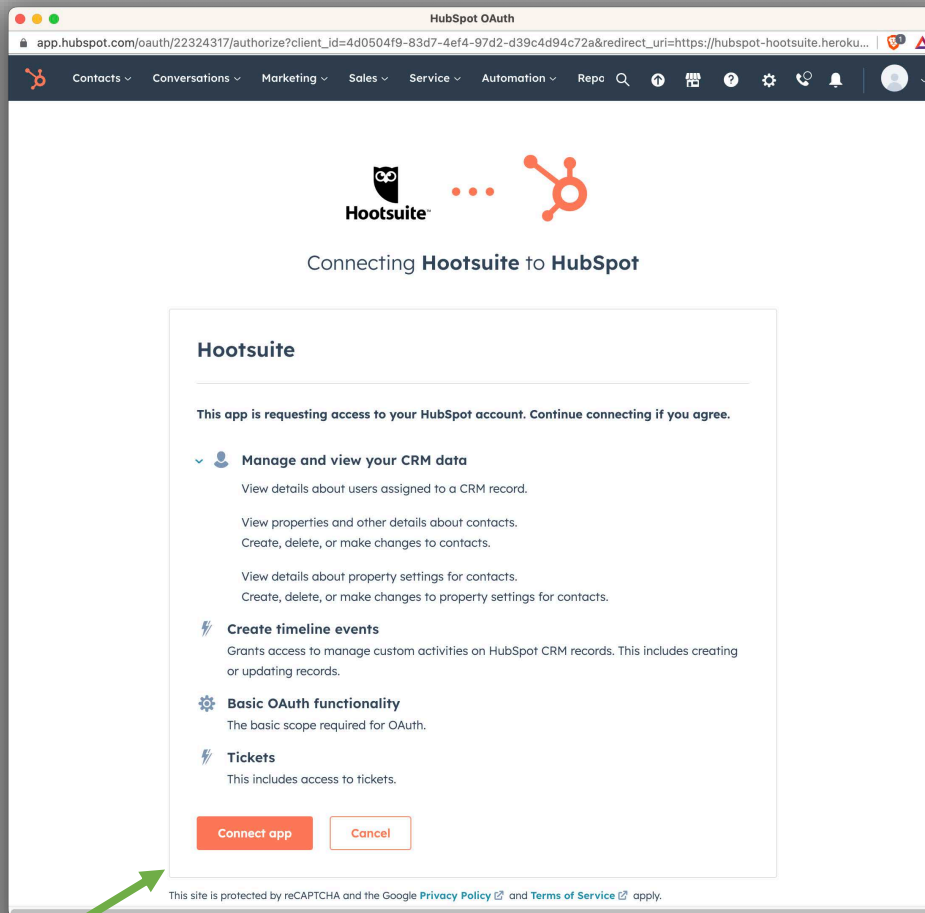 HubSpot OAuth
app.hubspot.com/oauth/22324317/authorize?client_id=4d0504f9-83d7-4ef4-97d2-d39c4d94c72a&redirect_uri=https://hubspot-hootsuite.heroku...
1
Contacts Conversations Marketing Sales Service Automation Repo
Hootsuite™
Connecting Hootsuite to HubSpot
Hootsuite
This app is requesting access to your HubSpot account. Continue connecting if you agree.
Manage and view your CRM data
View details about users assigned to a CRM record.
View properties and other details about contacts.
Create, delete, or make changes to contacts.
View details about property settings for contacts.
Create, delete, or make changes to property settings for contacts.
Create timeline events
Grants access to manage custom activities on HubSpot CRM records. This includes creating
or updating records.
Basic OAuth functionality
The basic scope required for OAuth.
Tickets
This includes access to tickets.
Connect app Cancel
This site is protected by reCAPTCHA and the Google Privacy Policy and Terms of Service apply.